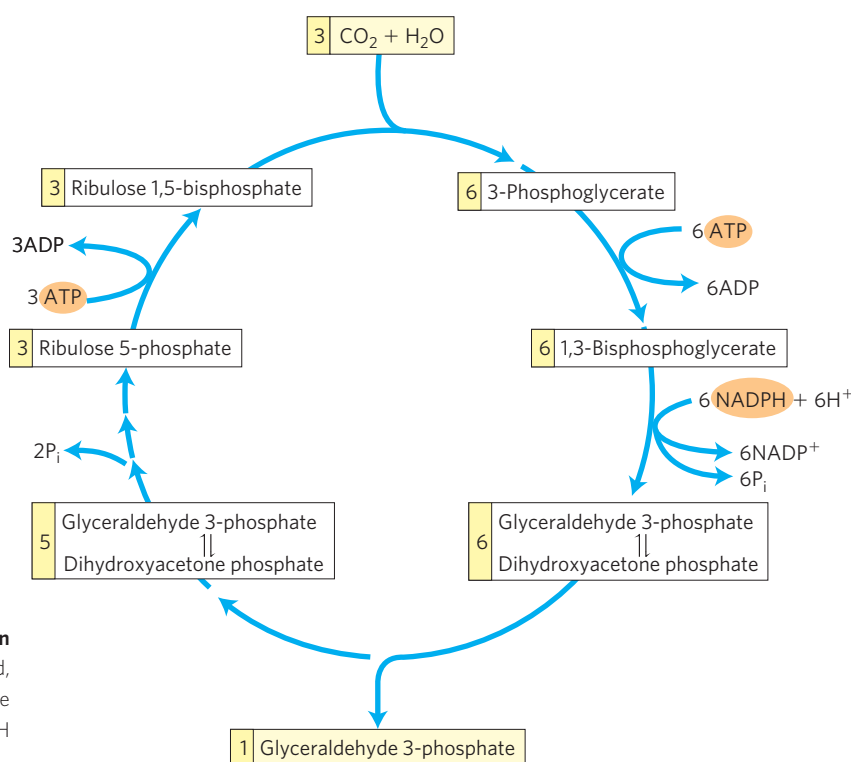 3 CO₂ + H₂O
3 Ribulose 1,5-bisphosphate
6 3-Phosphoglycerate
3ADP
3 ATP
6 ATP
6ADP
3 Ribulose 5-phosphate
6 1,3-Bisphosphoglycerate
6 NADPH + 6H⁺
6NADP⁺
6Pᵢ
2Pᵢ
5 Glyceraldehyde 3-phosphate
⥮
Dihydroxyacetone phosphate
6 Glyceraldehyde 3-phosphate
⥮
Dihydroxyacetone phosphate
n
d,
e
H
1 Glyceraldehyde 3-phosphate